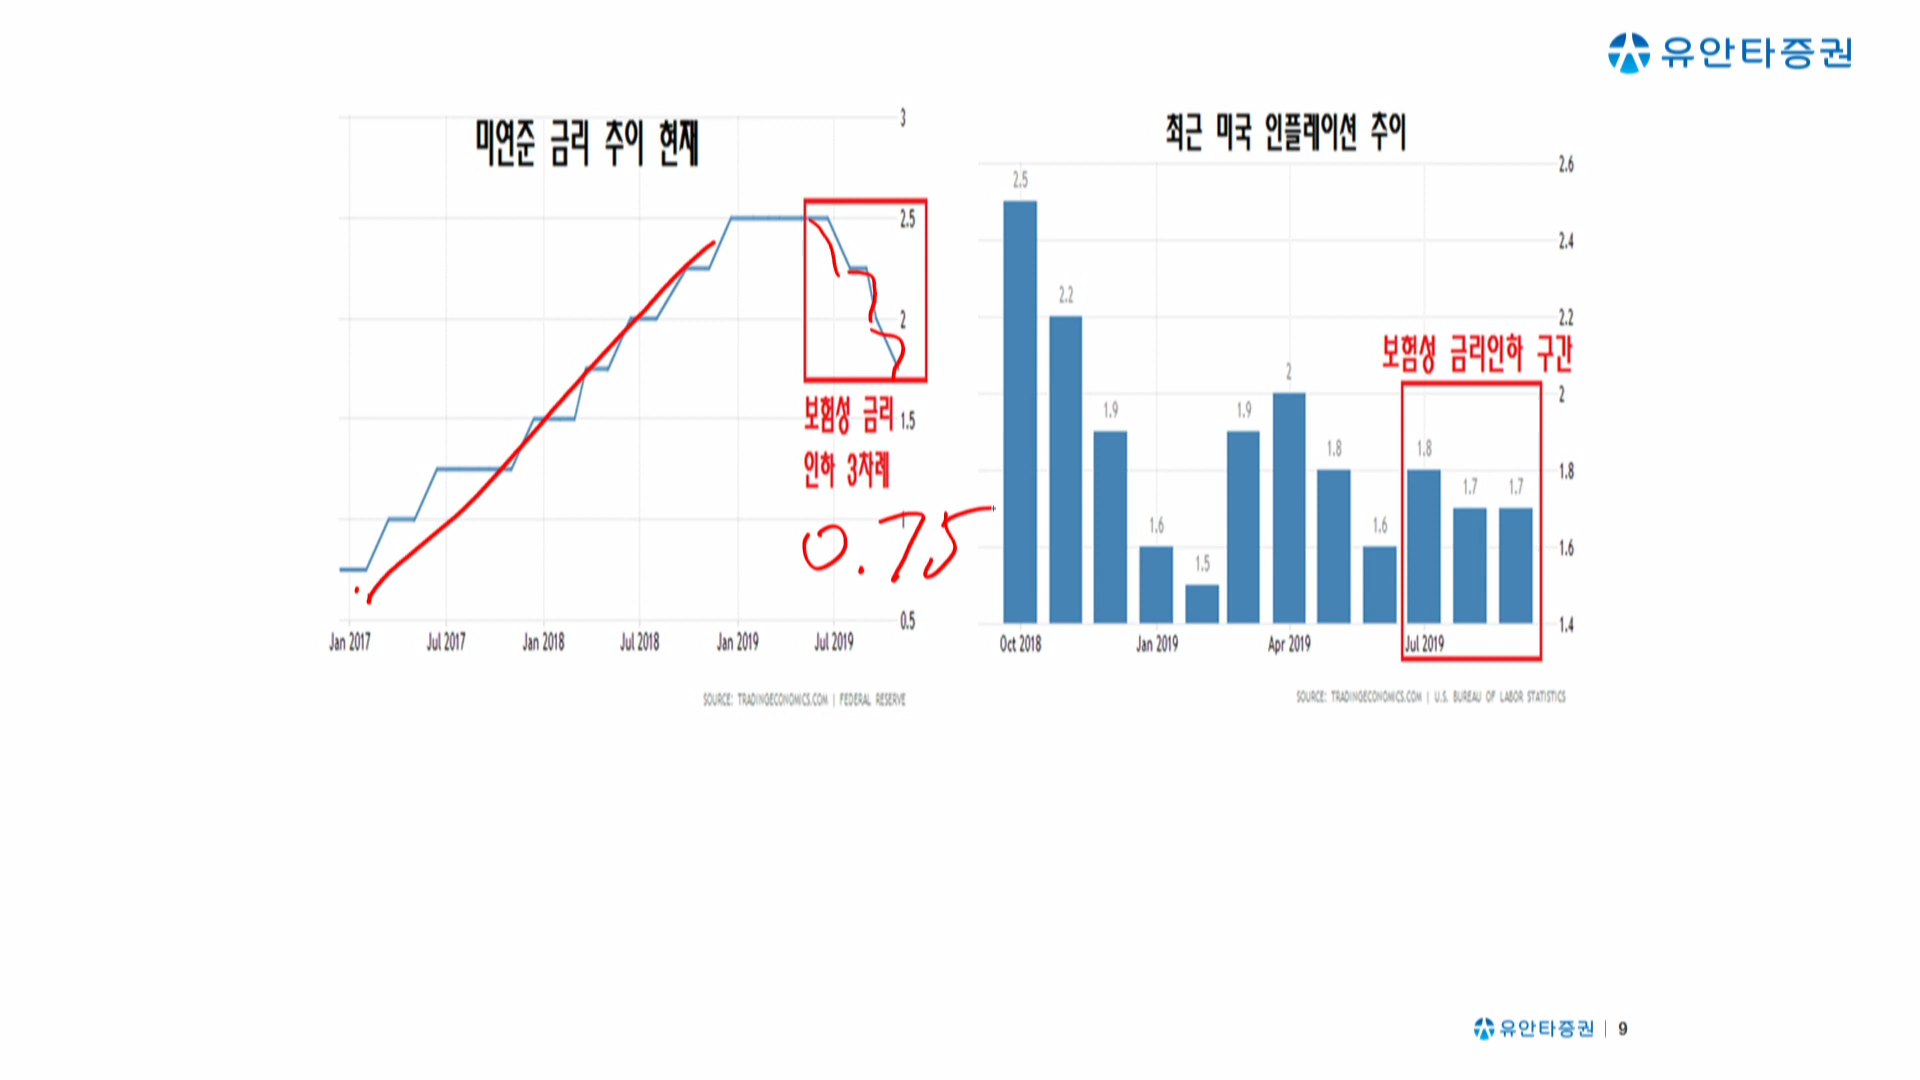 유안타증권
미연준 금리 추이 현재
3
2.5
2
1.5
1
0.5
보험성 금리
인하 3차례
0.75
Jan 2017 Jul 2017 Jan 2018 Jul 2018 Jan 2019 Jul 2019
SOURCE: TRADINGECONOMICS.COM | FEDERAL RESERVE
최근 미국 인플레이션 추이
2.6
2.4
2.2
2
1.8
1.6
1.4
2.5 2.2 1.9 1.6 1.5 1.9 2 1.8 1.6 1.8 1.7 1.7
보험성 금리인하 구간
Oct 2018 Jan 2019 Apr 2019 Jul 2019
SOURCE: TRADINGECONOMICS.COM | U.S. BUREAU OF LABOR STATISTICS
유안타증권 | 9